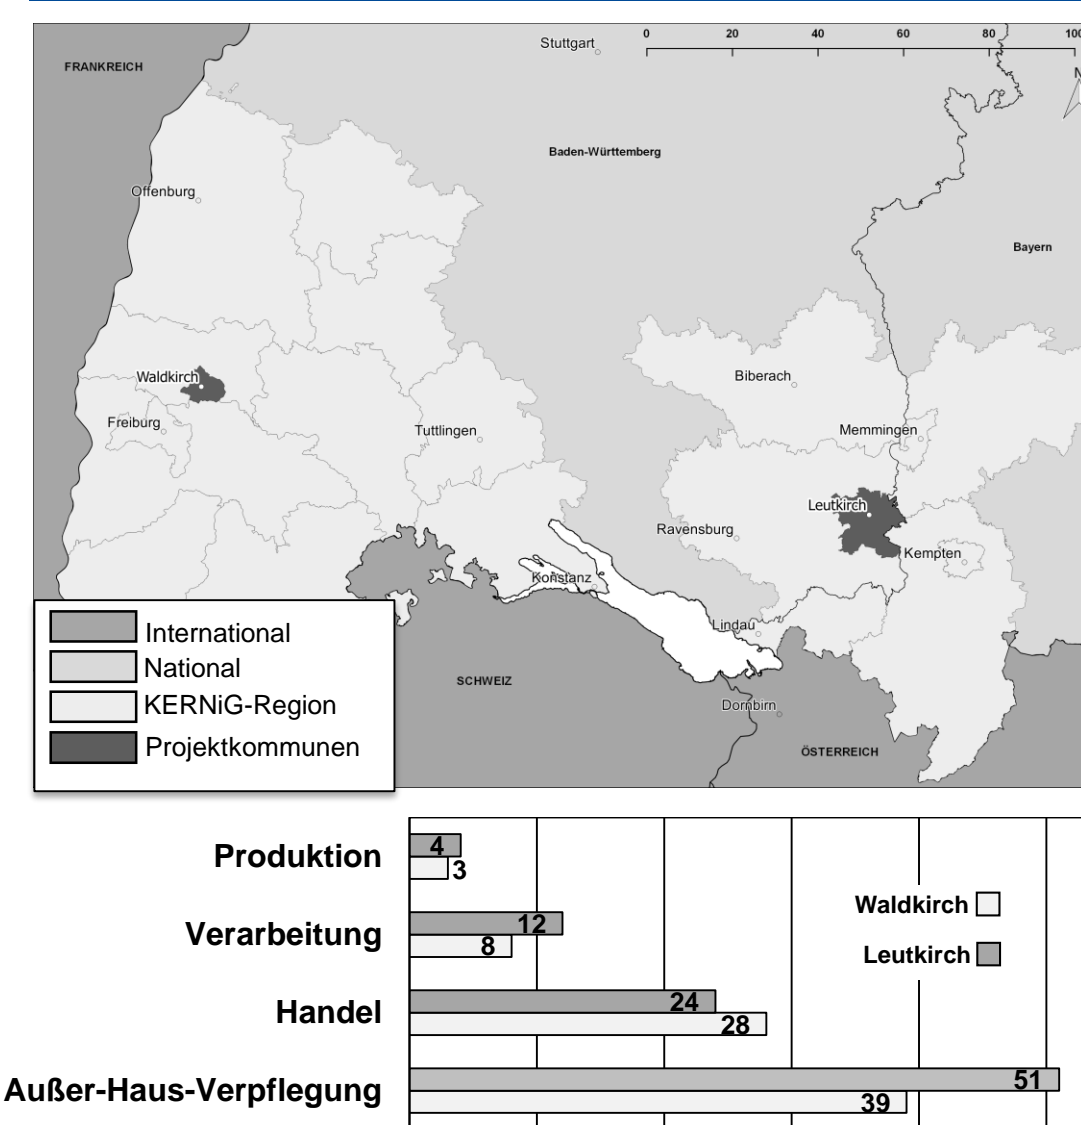 Stuttgart
0 20 40 60 80 100
FRANKREICH
N
Baden-Württemberg
Offenburg
Bayern
Waldkirch
Biberach
Freiburg
Tuttlingen
Memmingen
Leutkirch
Ravensburg
Kempten
Konstanz
Lindau
SCHWEIZ
Dornbirn
ÖSTERREICH
International
National
KERNiG-Region
Projektkommunen
Produktion
4
3
Verarbeitung
12
8
Waldkirch
Leutkirch
Handel
24
28
Außer-Haus-Verpflegung
51
39